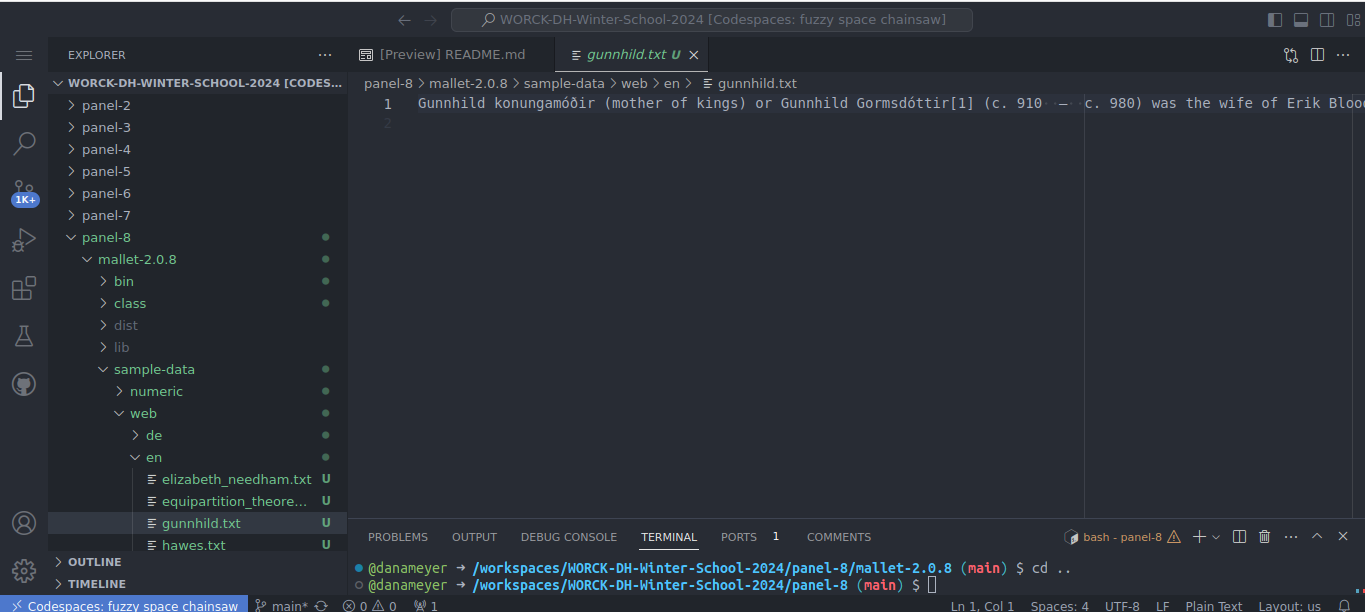 WORCK-DH-Winter-School-2024 [Codespaces: fuzzy space chainsaw]
EXPLORER
[Preview] README.md
gunnhild.txt U
WORCK-DH-WINTER-SCHOOL-2024 [CODES...
panel-8 > mallet-2.0.8 > sample-data > web > en > gunnhild.txt
1 Gunnhild konungamóðir (mother of kings) or Gunnhild Gormsdóttir[1] (c. 910 – c. 980) was the wife of Erik Blood
2
panel-2
panel-3
panel-4
panel-5
panel-6
panel-7
panel-8
mallet-2.0.8
bin
class
dist
lib
sample-data
numeric
web
de
en
elizabeth_needham.txt U
equipartition_theore... U
gunnhild.txt U
hawes.txt U
OUTLINE
TIMELINE
1K+
PROBLEMS OUTPUT DEBUG CONSOLE TERMINAL PORTS 1 COMMENTS
bash - panel-8
@danameyer → /workspaces/WORCK-DH-Winter-School-2024/panel-8/mallet-2.0.8 (main) $ cd ..
@danameyer → /workspaces/WORCK-DH-Winter-School-2024/panel-8 (main) $
Codespaces: fuzzy space chainsaw main* 0 0 1 Ln 1, Col 1 Spaces: 4 UTF-8 LF Plain Text Layout: us